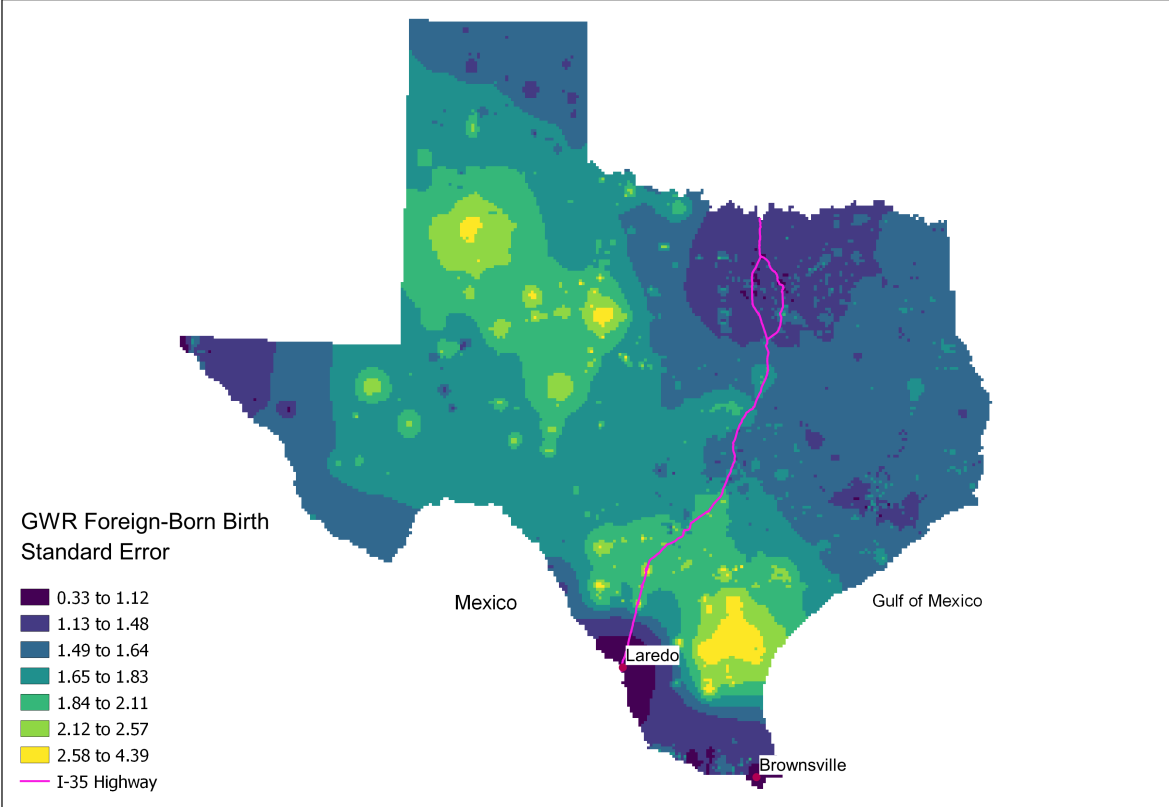 GWR Foreign-Born Birth
Standard Error
0.33 to 1.12
1.13 to 1.48
1.49 to 1.64
1.65 to 1.83
1.84 to 2.11
2.12 to 2.57
2.58 to 4.39
I-35 Highway
Mexico
Gulf of Mexico
Laredo
Brownsville